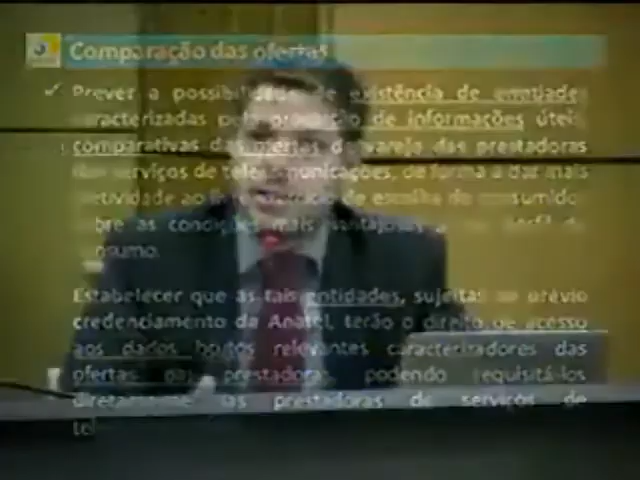 Comparação das ofertas
✓ Prever a possibilidade de existência de entidades
caracterizadas pela provisão de informações úteis,
comparativas das ofertas de varejo das prestadoras
dos serviços de telecomunicações, de forma a dar mais
efetividade ao livre exercício de escolha do consumidor
sobre as condições mais vantajosas a seu perfil de
consumo.
Estabelecer que as tais entidades, sujeitas ao prévio
credenciamento da Anatel, terão o direito de acesso
aos dados brutos relevantes caracterizadores das
ofertas das prestadoras, podendo requisitá-los
diretamente das prestadoras de serviços de